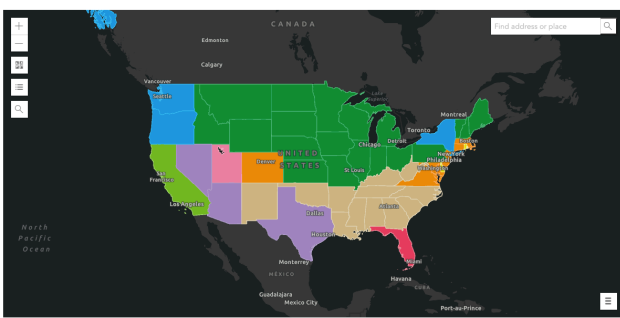 CANADA
Find address or place
Edmonton
Calgary
Vancouver
Seattle
Montreal
Toronto
Boston
Detroit
Chicago
New York
Philadelphia
UNITED
STATES
Denver
Washington
St Louis
San
Francisco
Los Angeles
Atlanta
Dallas
Houston
North
Pacific
Ocean
Monterrey
Miami
MÉXICO
Havana
CUBA
Guadalajara
Mexico City
Port-au-Prince